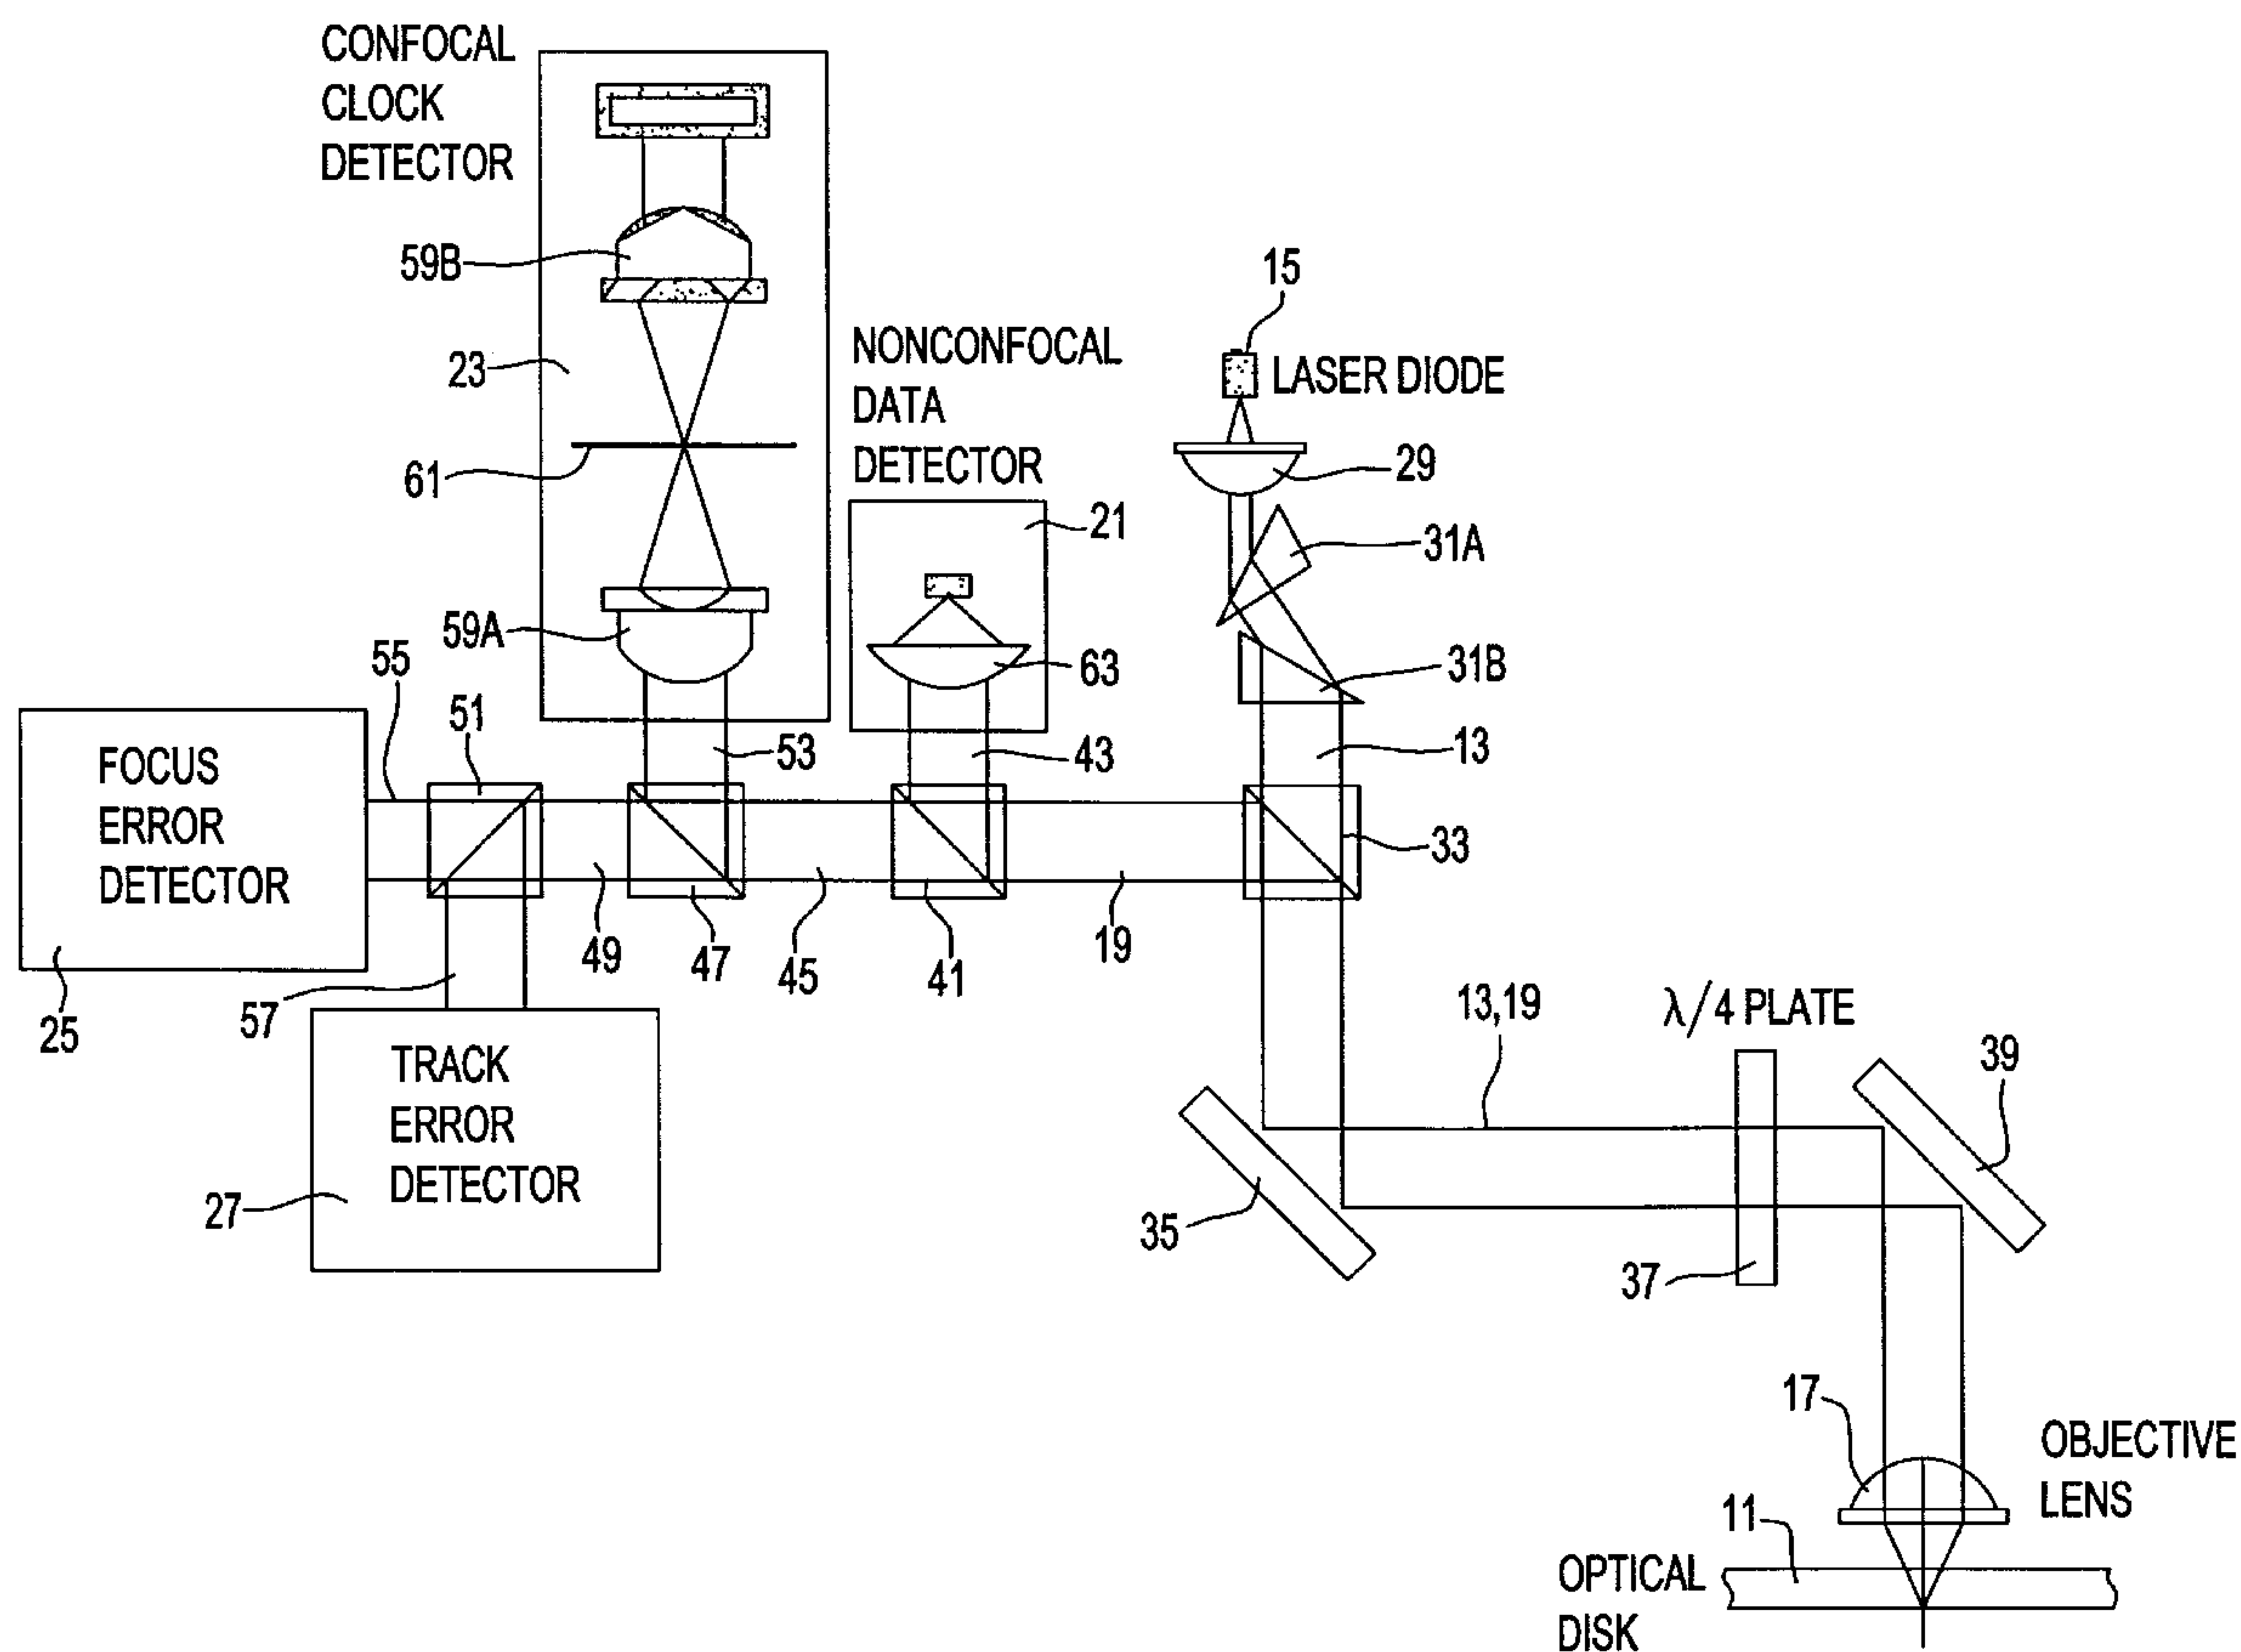 CONFOCAL
CLOCK
DETECTOR
59B
15
23
NONCONFOCAL
DATA
DETECTOR
LASER DIODE
61
29
21
31A
59A
63
55
31B
51
53
43
13
FOCUS
ERROR
DETECTOR
33
49
47
45
41
19
25
57
13,19
λ/4 PLATE
39
TRACK
ERROR
DETECTOR
27
35
37
17
OBJECTIVE
LENS
11
OPTICAL
DISK